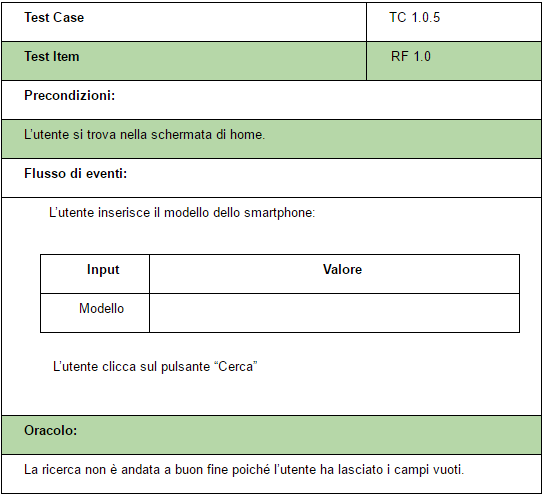 Test Case TC 1.0.5
Test Item RF 1.0
Precondizioni:
L'utente si trova nella schermata di home.
Flusso di eventi:
L'utente inserisce il modello dello smartphone:
Input Valore
Modello
L'utente clicca sul pulsante “Cerca”
Oracolo:
La ricerca non è andata a buon fine poiché l'utente ha lasciato i campi vuoti.